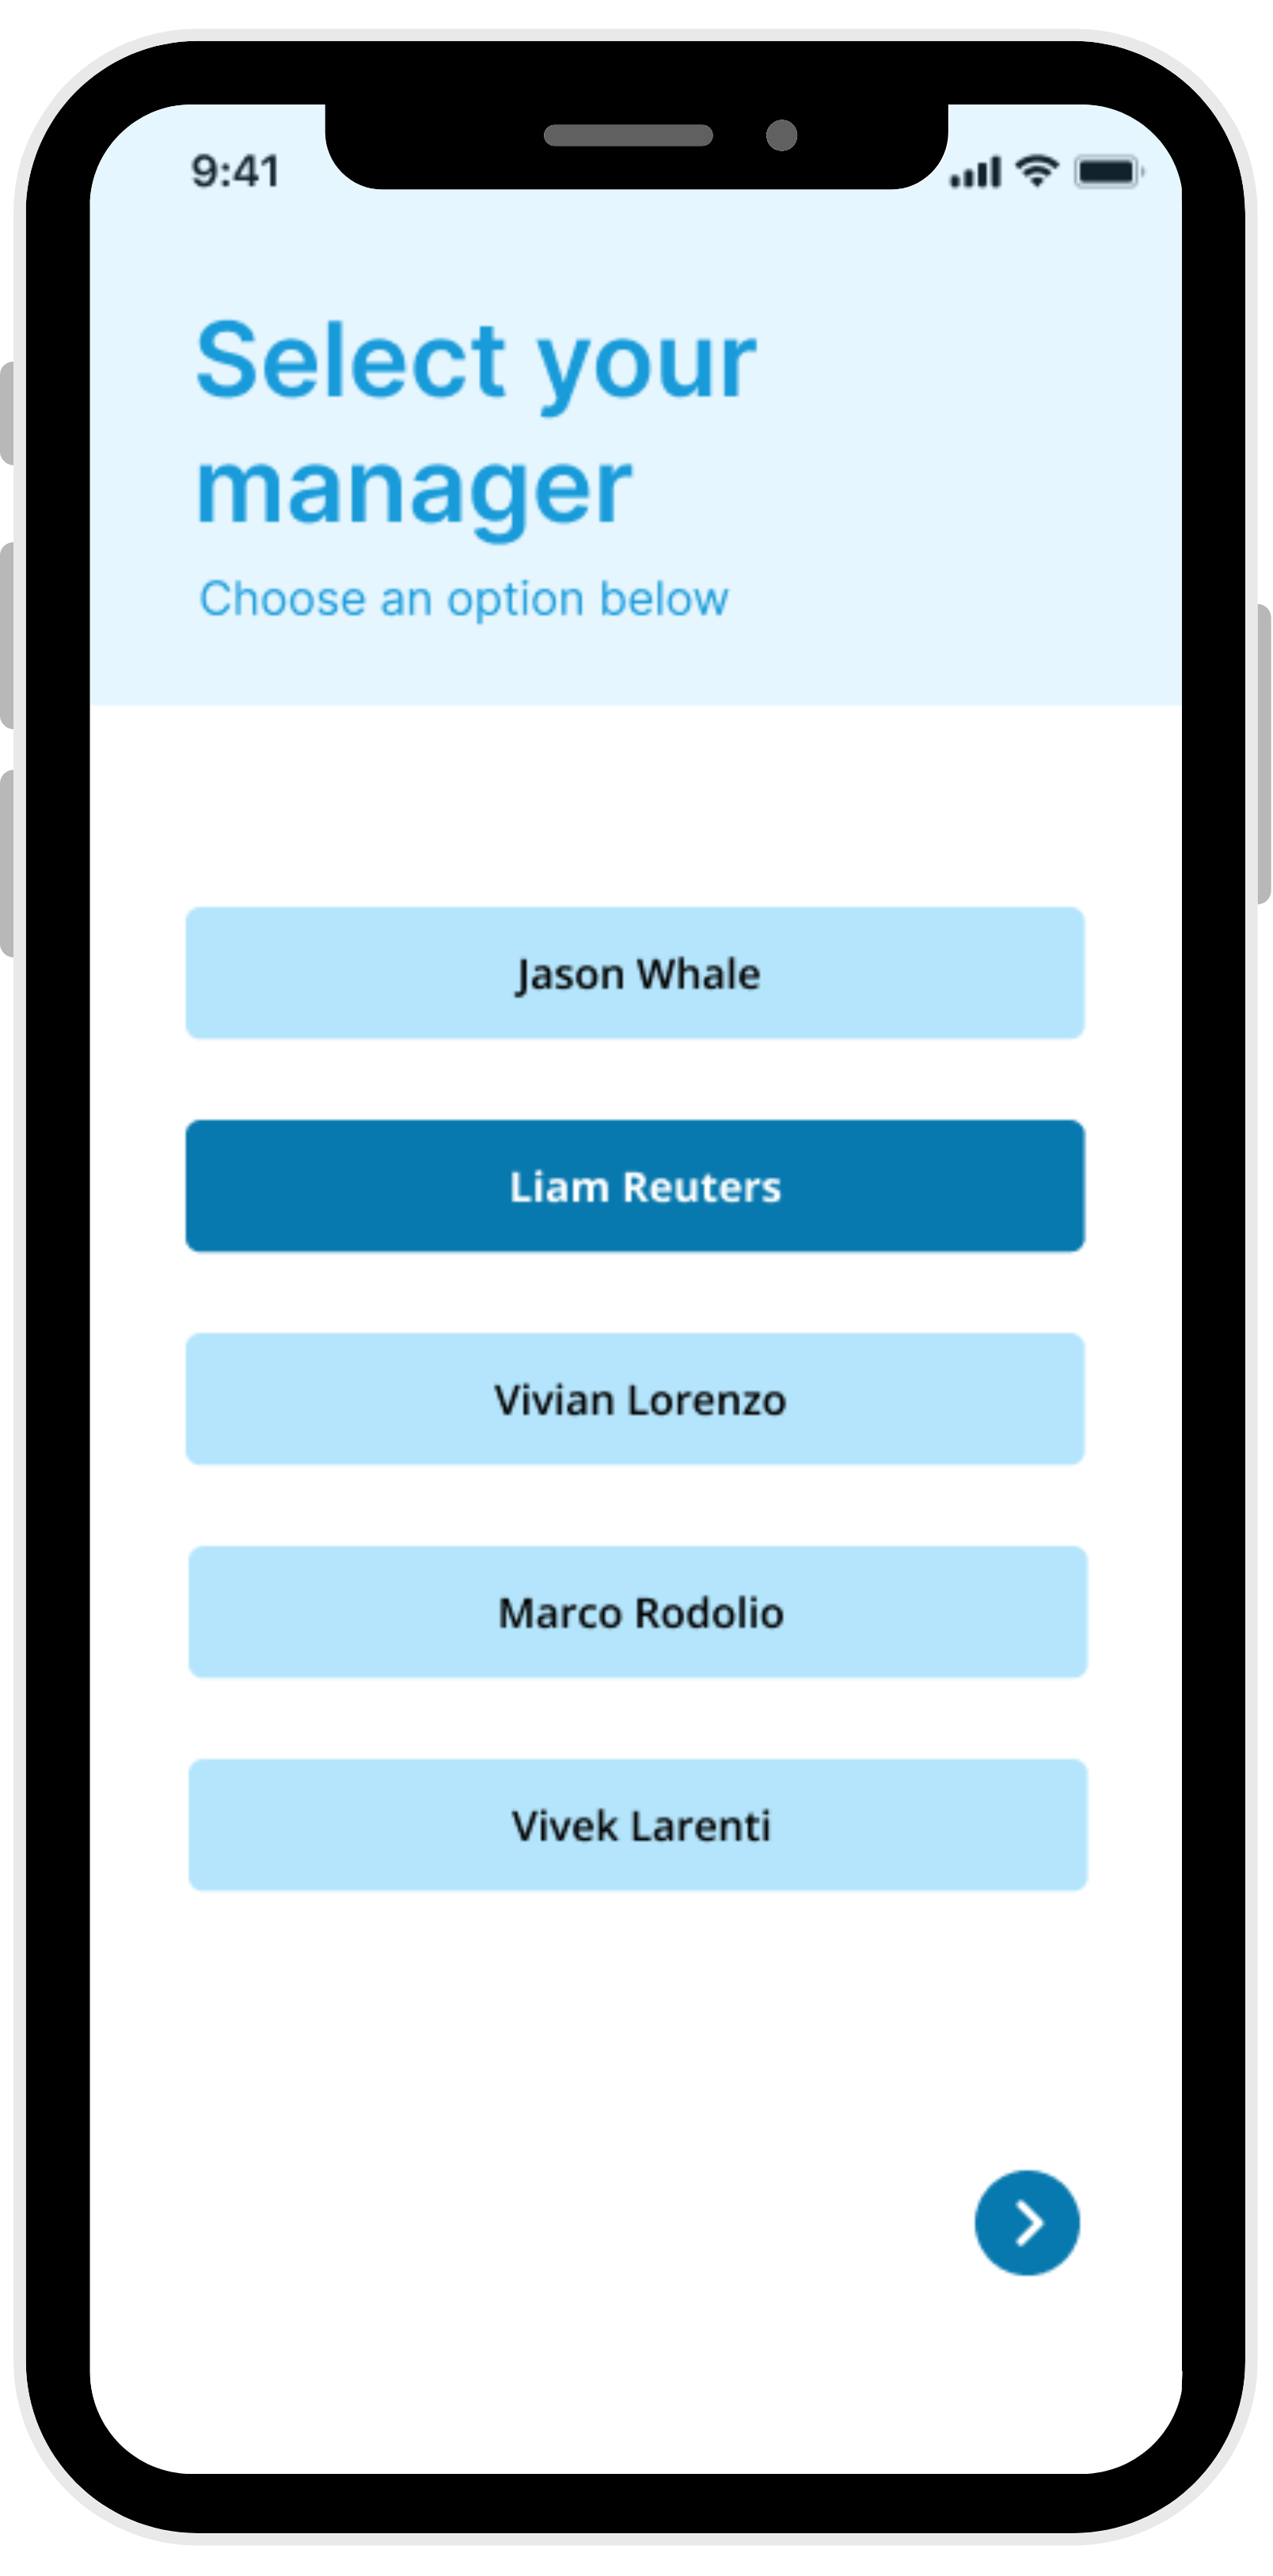 9:41
Select your
manager
Choose an option below
Jason Whale
Liam Reuters
Vivian Lorenzo
Marco Rodolio
Vivek Larenti